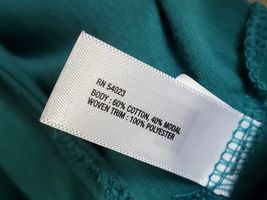 RN 54023
BODY : 60% COTTON, 40% MODAL
WOVEN TRIM : 100% POLYESTER